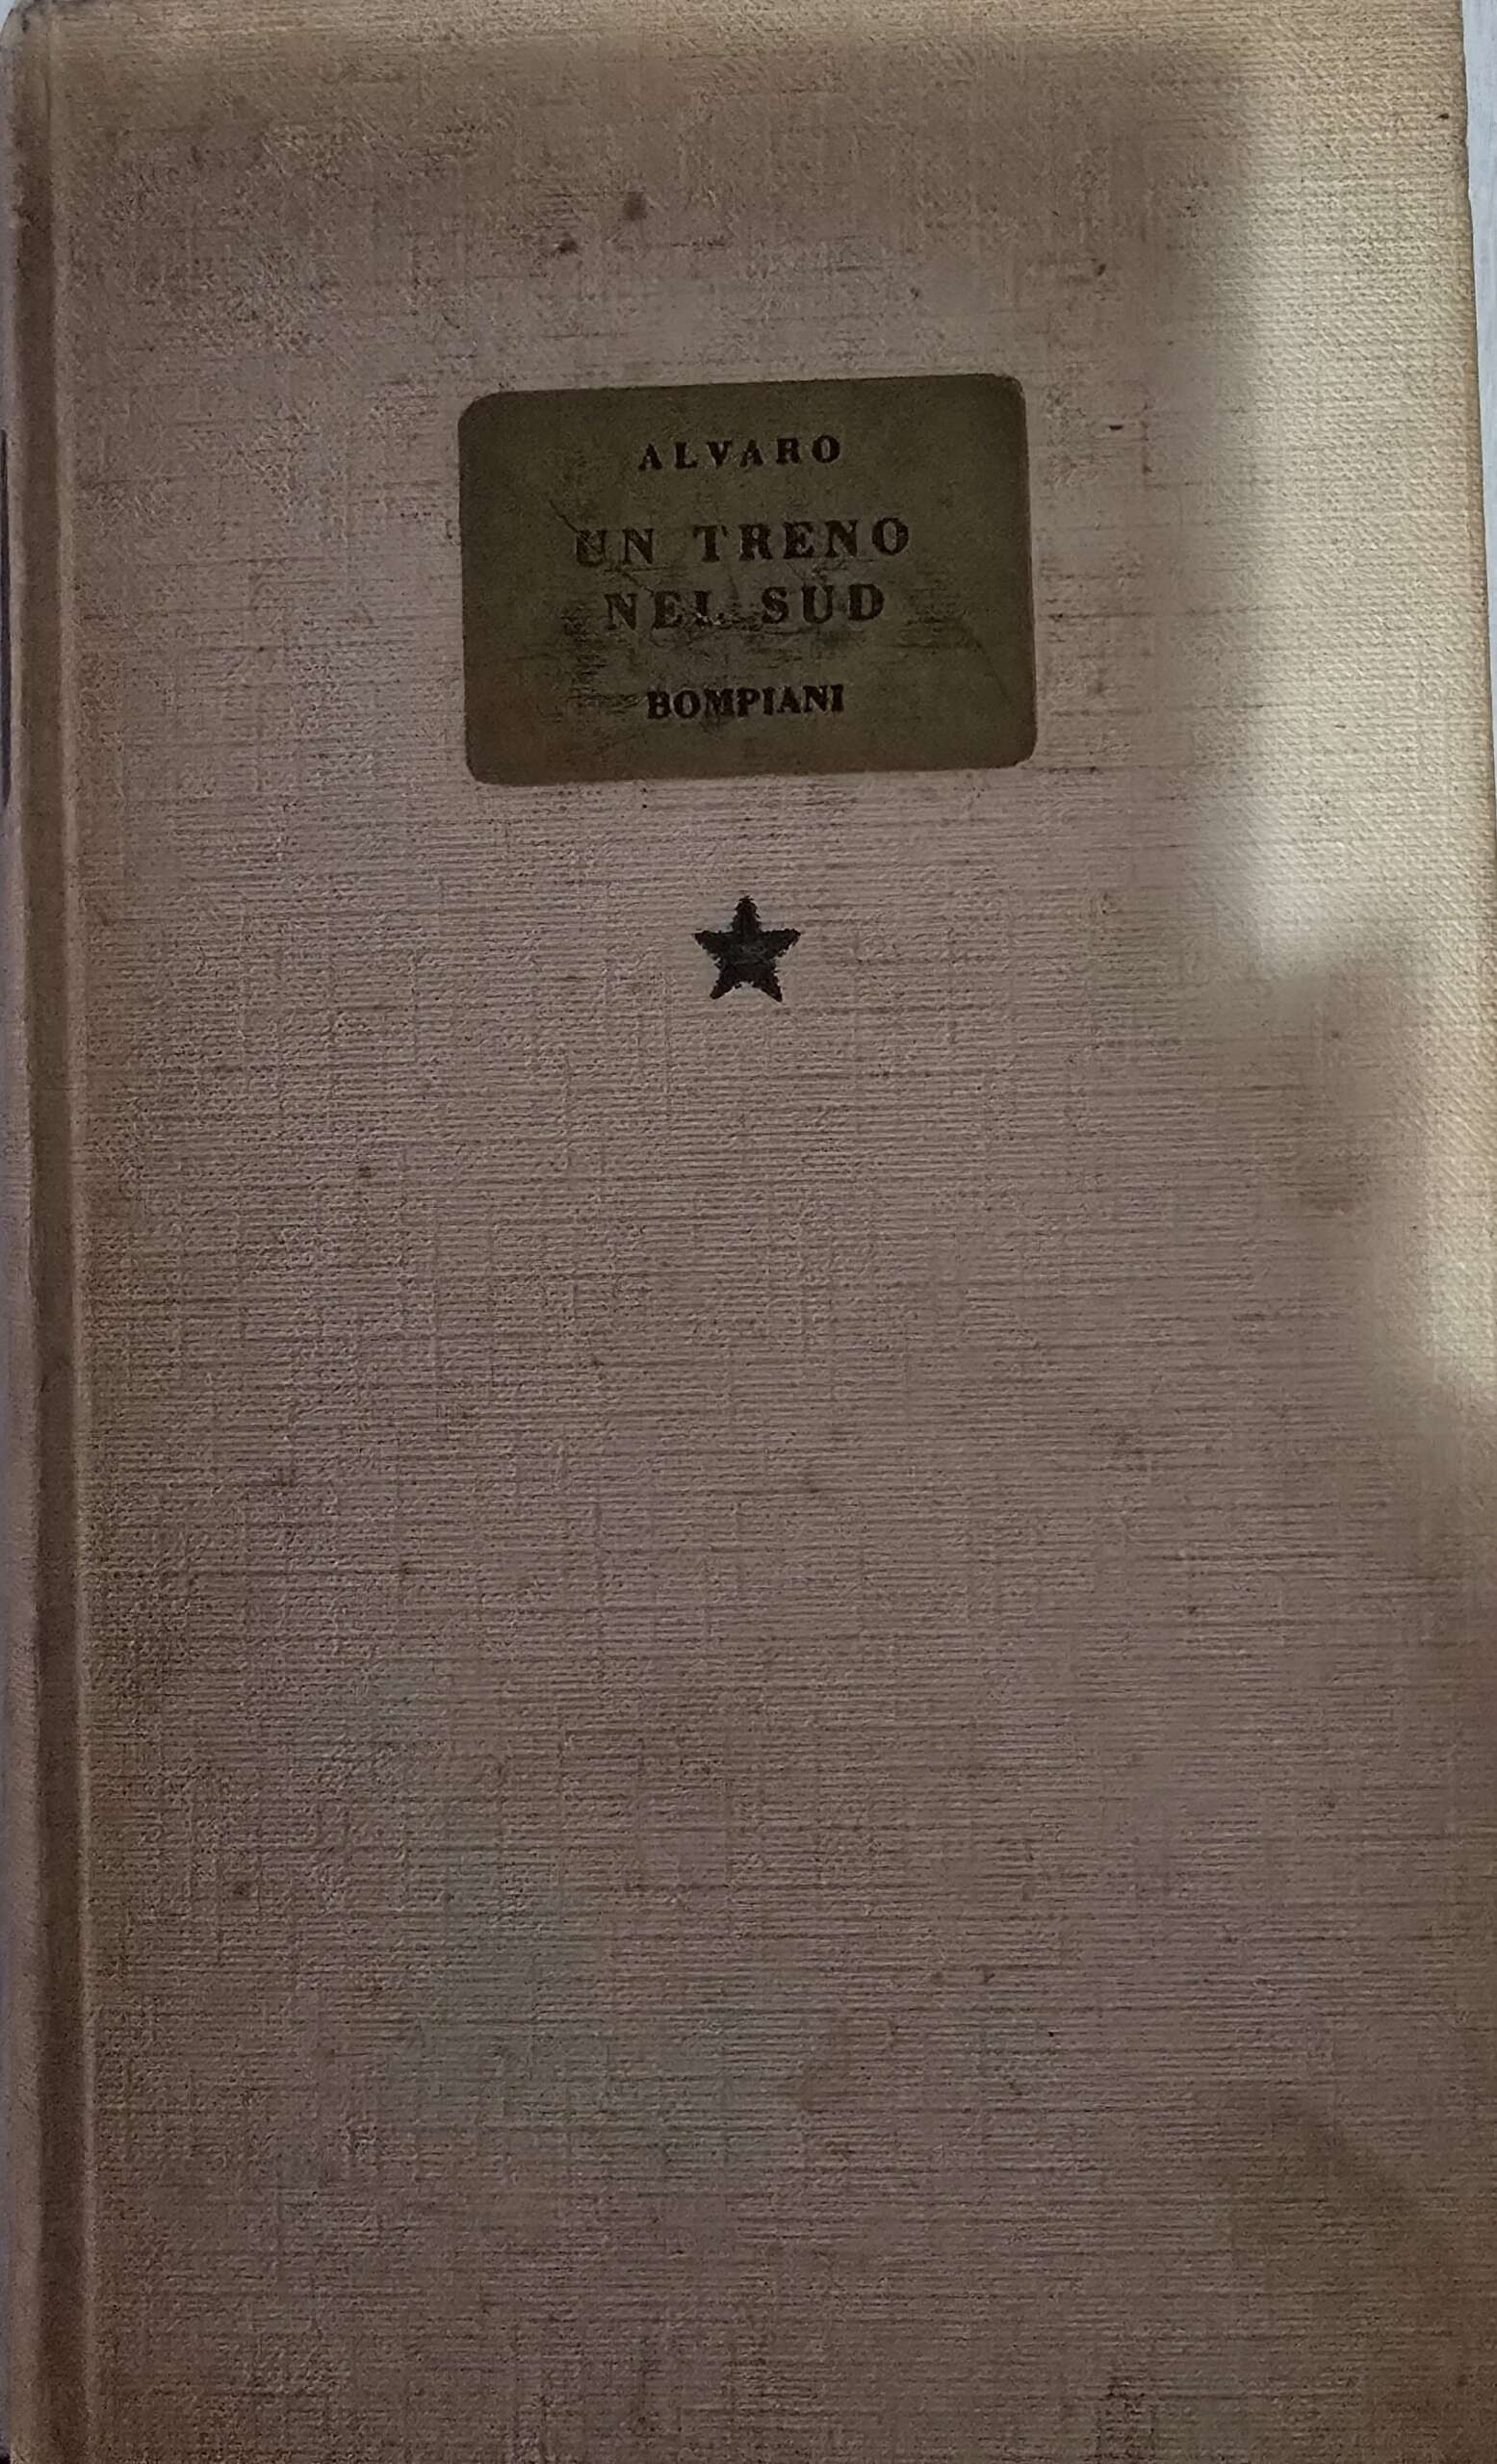 ALVARO
UN TRENO
NEL SUD
BOMPIANI